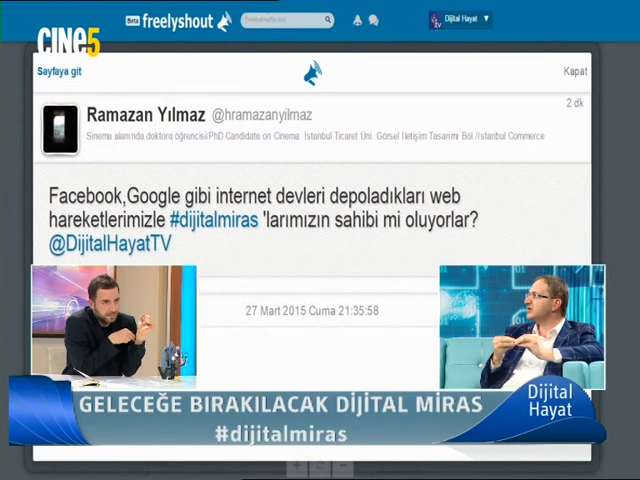 Beta freelyshout
Dijital Hayat
CINE5
Sayfaya git
Kapat
2 dk
Ramazan Yılmaz @hramazanyilmaz
Sinema alanında doktora öğrencisi/PhD Candidate on Cinema. İstanbul Ticaret Üni. Görsel İletişim Tasarımı Böl./Istanbul Commerce
Facebook,Google gibi internet devleri depoladıkları web
hareketlerimizle #dijitalmiras 'larımızın sahibi mi oluyorlar?
@DijitalHayatTV
27 Mart 2015 Cuma 21:35:58
GELECEĞE BIRAKILACAK DİJİTAL MİRAS
#dijitalmiras
Dijital
Hayat